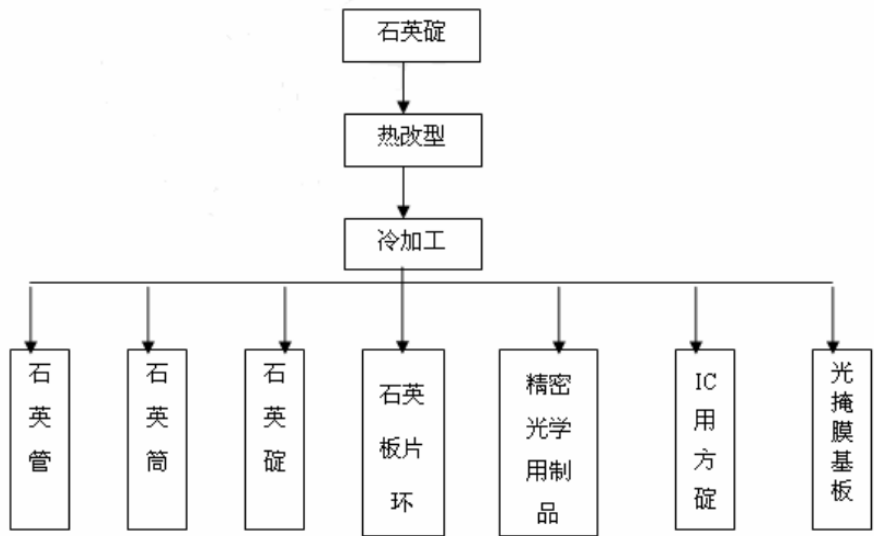 石英碇
热改型
冷加工
石英管
石英筒
石英碇
石英
板片
环
精密
光学
用制
品
IC
用方碇
光掩膜基板